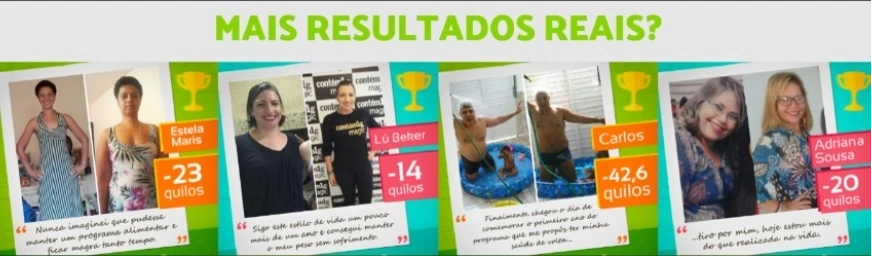 MAIS RESULTADOS REAIS?
Estela
Maris
-23
quilos
“ Nunca imaginei que pudesse
manter um programa alimentar e
ficar magra tanto tempo. ”
Lú Beker
-14
quilos
contém
magic
“ Sigo este estilo de vida um pouco
mais de um ano e consegui manter
o meu peso sem sofrimento. ”
Carlos
-42,6
quilos
“ Finalmente chegou o dia de
comemorar o primeiro ano do
programa que me propôs ter minha
saúde de volta... ”
Adriana
Sousa
-20
quilos
“ ...tiro por mim, hoje estou mais
do que realizada na vida. ”